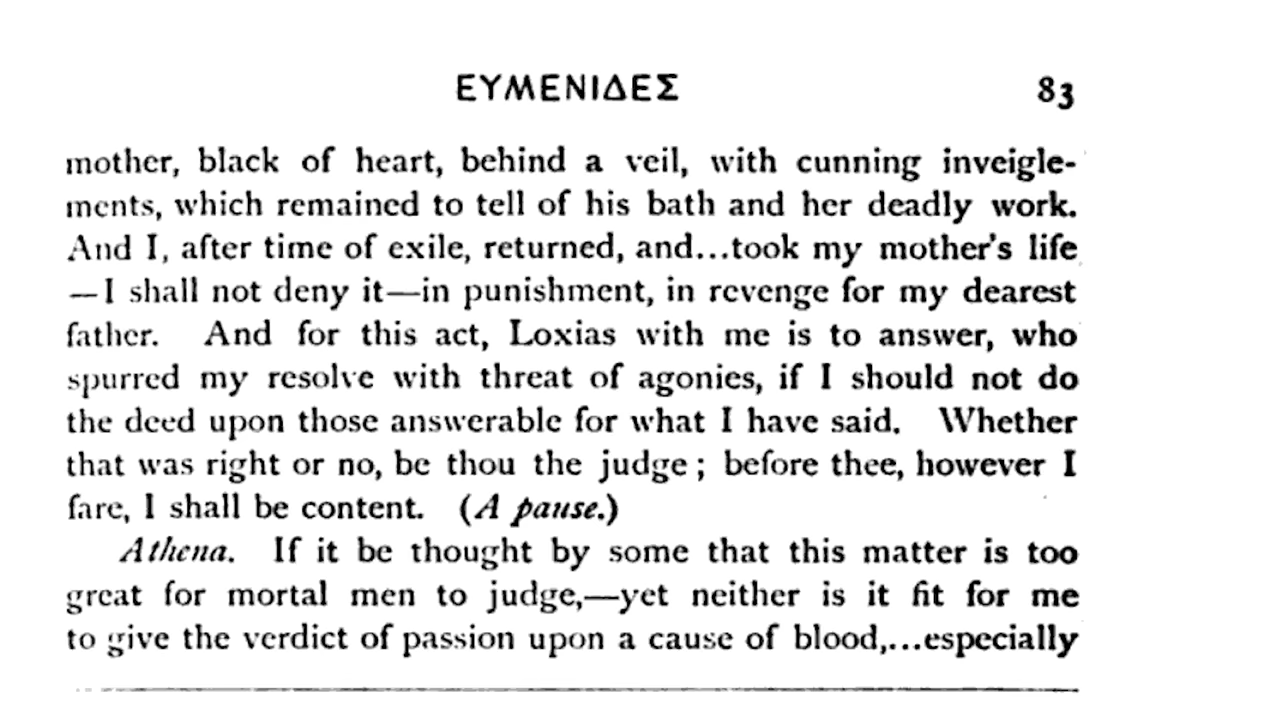 ΕΥΜΕΝΙΔΕΣ 83
mother, black of heart, behind a veil, with cunning inveigle-
ments, which remained to tell of his bath and her deadly work.
And I, after time of exile, returned, and...took my mother's life
—I shall not deny it—in punishment, in revenge for my dearest
father. And for this act, Loxias with me is to answer, who
spurred my resolve with threat of agonies, if I should not do
the deed upon those answerable for what I have said. Whether
that was right or no, be thou the judge; before thee, however I
fare, I shall be content. (A pause.)
Athena. If it be thought by some that this matter is too
great for mortal men to judge,—yet neither is it fit for me
to give the verdict of passion upon a cause of blood,...especially